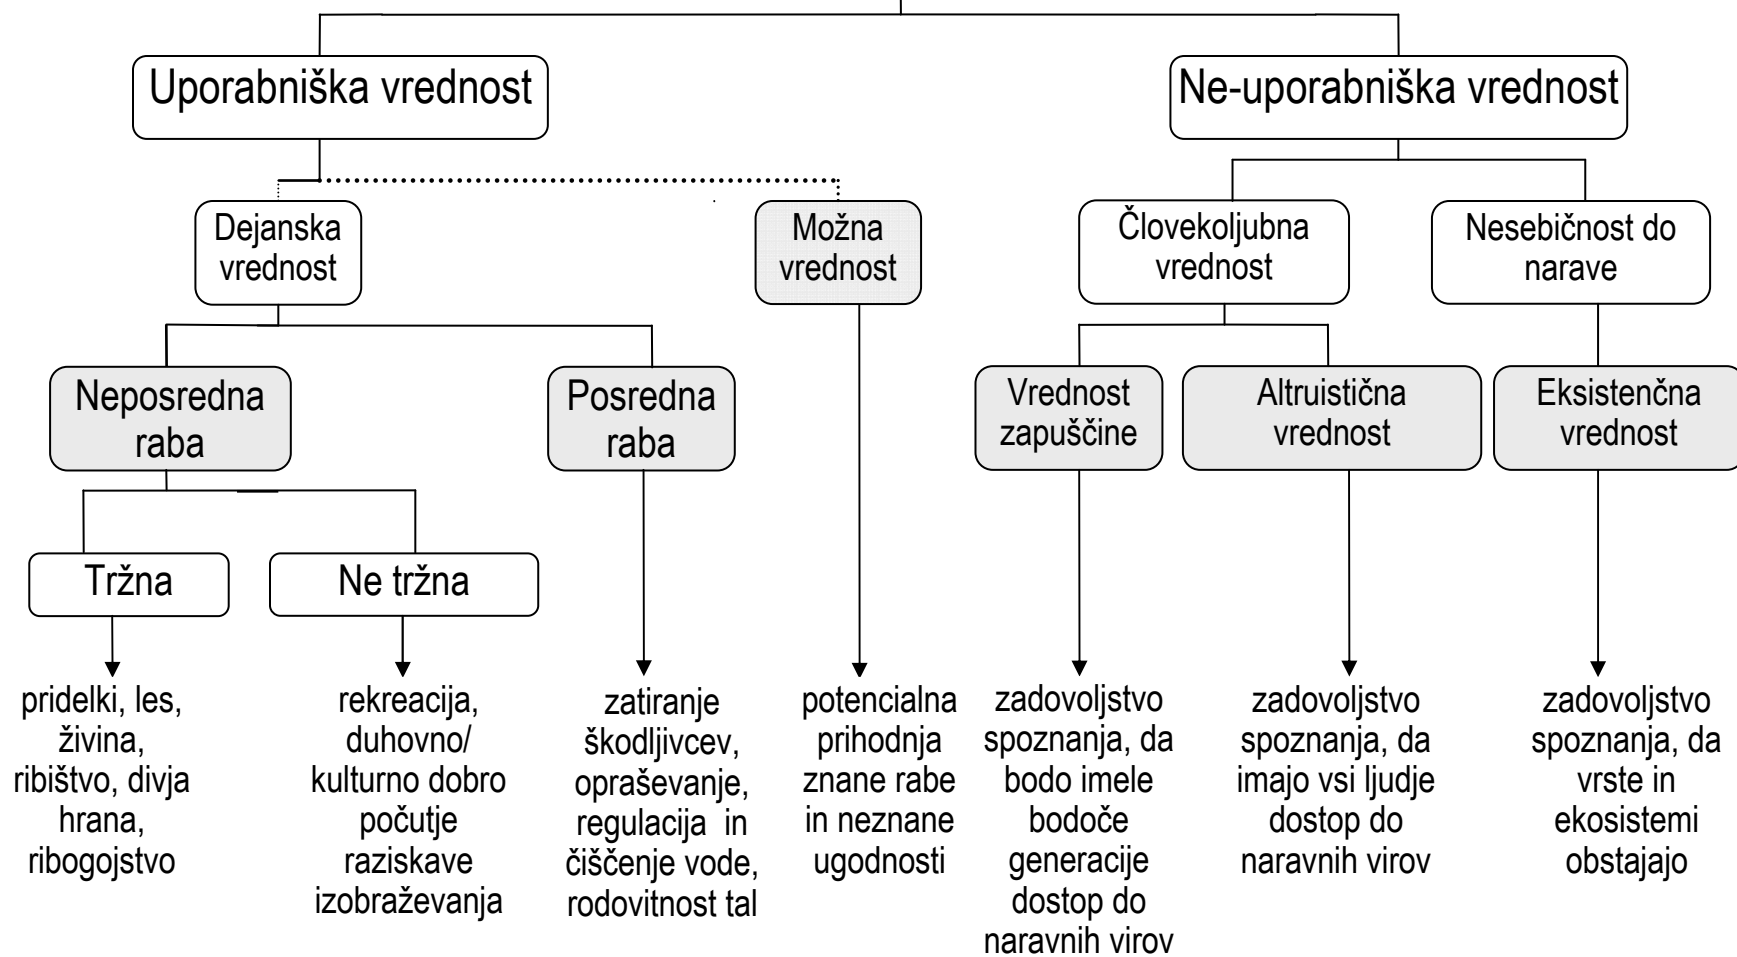 Uporabniška vrednost
Ne-uporabniška vrednost
Dejanska
vrednost
Možna
vrednost
Človekoljubna
vrednost
Nesebičnost do
narave
Neposredna
raba
Posredna
raba
Vrednost
zapuščine
Altruistična
vrednost
Eksistenčna
vrednost
Tržna
Ne tržna
pridelki, les,
živina,
ribištvo, divja
hrana,
ribogojstvo
rekreacija,
duhovno/
kulturno dobro
počutje
raziskave
izobraževanja
zatiranje
škodljivcev,
opraševanje,
regulacija in
čiščenje vode,
rodovitnost tal
potencialna
prihodnja
znane rabe
in neznane
ugodnosti
zadovoljstvo
spoznanja, da
bodo imele
bodoče
generacije
dostop do
naravnih virov
zadovoljstvo
spoznanja, da
imajo vsi ljudje
dostop do
naravnih virov
zadovoljstvo
spoznanja, da
vrste in
ekosistemi
obstajajo